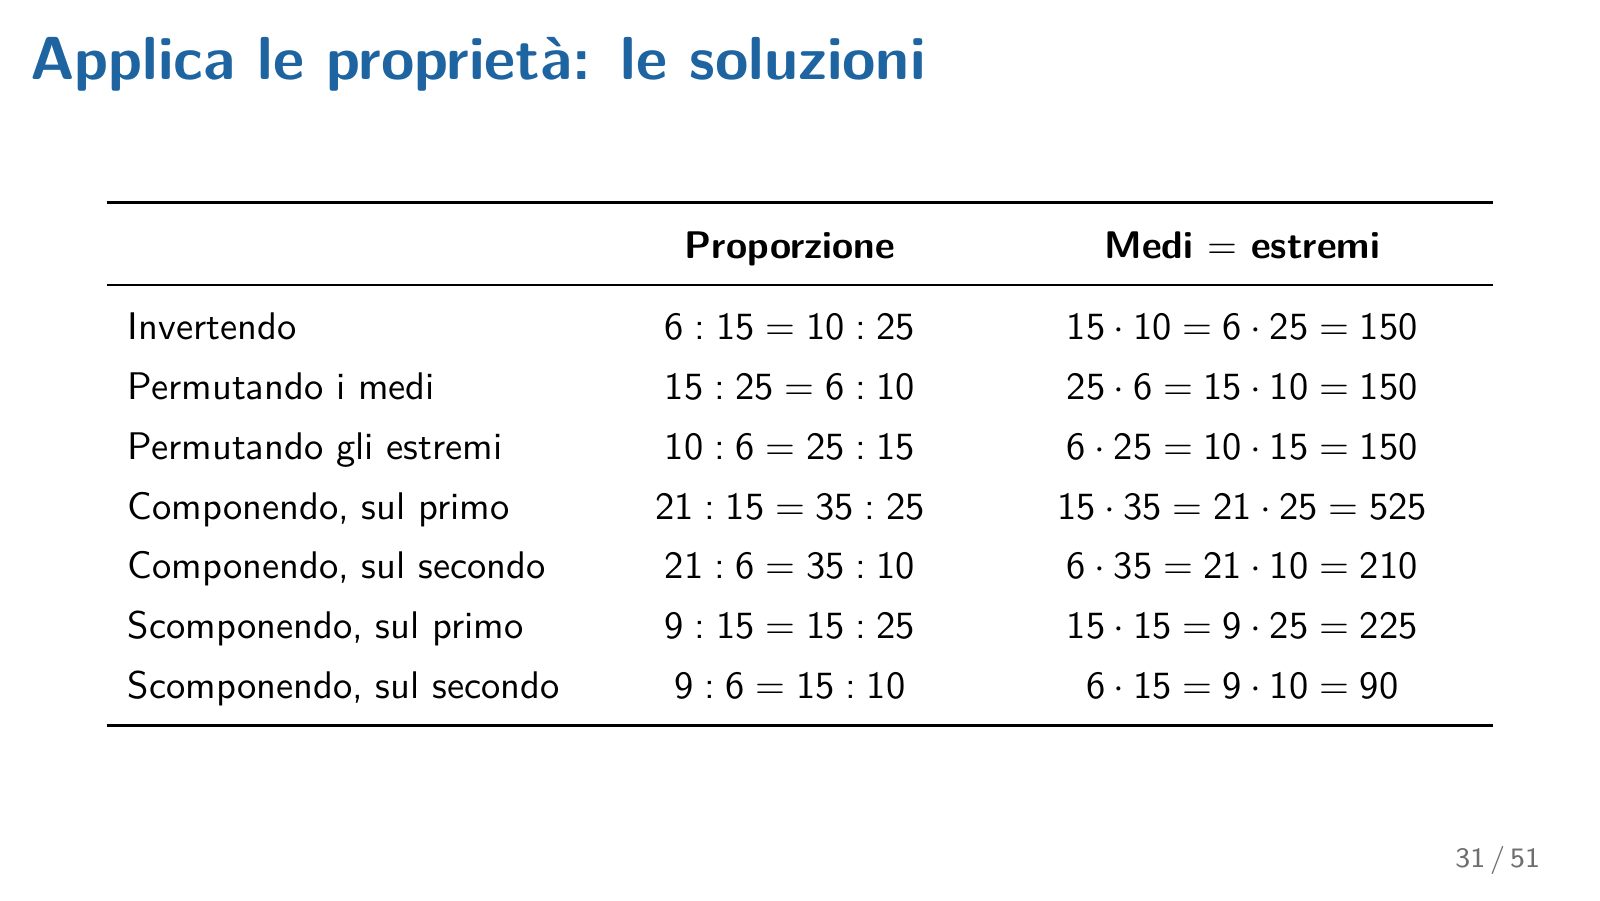 Applica le proprietà: le soluzioni
Proporzione Medi = estremi
Invertendo 6 : 15 = 10 : 25 15 · 10 = 6 · 25 = 150
Permutando i medi 15 : 25 = 6 : 10 25 · 6 = 15 · 10 = 150
Permutando gli estremi 10 : 6 = 25 : 15 6 · 25 = 10 · 15 = 150
Componendo, sul primo 21 : 15 = 35 : 25 15 · 35 = 21 · 25 = 525
Componendo, sul secondo 21 : 6 = 35 : 10 6 · 35 = 21 · 10 = 210
Scomponendo, sul primo 9 : 15 = 15 : 25 15 · 15 = 9 · 25 = 225
Scomponendo, sul secondo 9 : 6 = 15 : 10 6 · 15 = 9 · 10 = 90
31 / 51